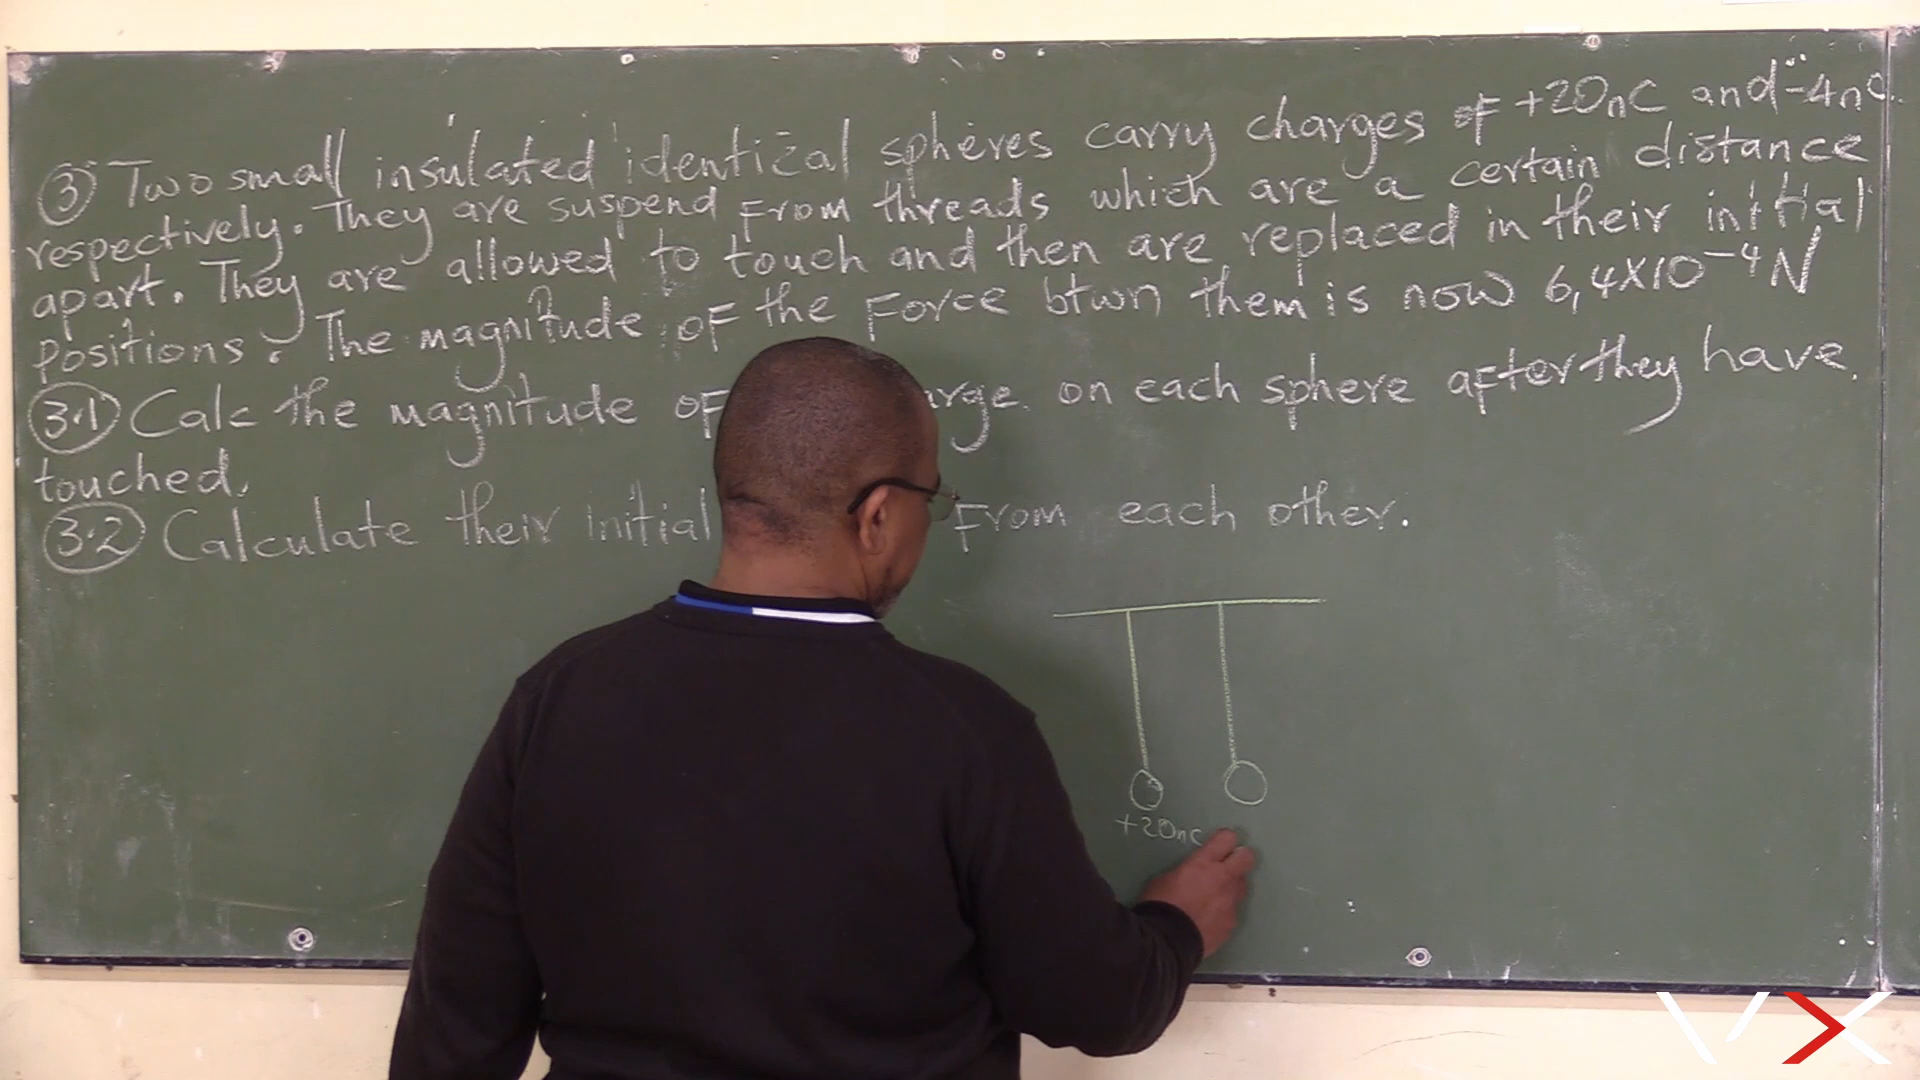 ③ Two small insulated identical spheres carry charges of +20nC and -4nC
respectively. They are suspend from threads which are a certain distance
apart. They are allowed to touch and then are replaced in their initial
positions. The magnitude of the force btwn them is now 6,4X10⁻⁴N
3.1 Calc the magnitude of on each sphere after they have
touched.
3.2 Calculate their initial from each other.
+20nC
VX